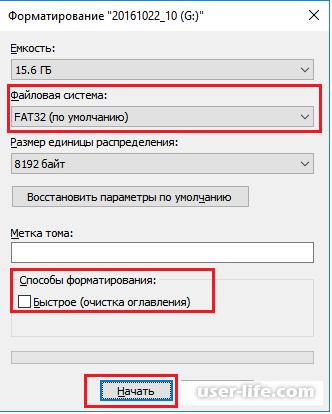 Форматирование "20161022_10 (G:)"
Емкость:
15.6 ГБ
Файловая система:
FAT32 (по умолчанию)
Размер единицы распределения:
8192 байт
Восстановить параметры по умолчанию
Метка тома:
Способы форматирования:
Быстрое (очистка оглавления)
Начать
user-life.com